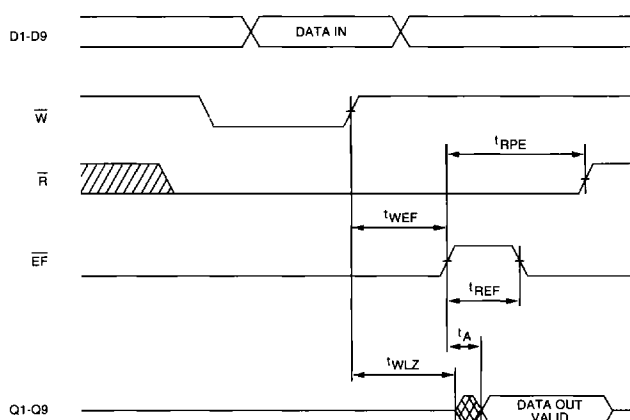 D1-D9
DATA IN
W
tRPE
R
tWEF
EF
tREF
tA
tWLZ
Q1-Q9
DATA OUT
VALID